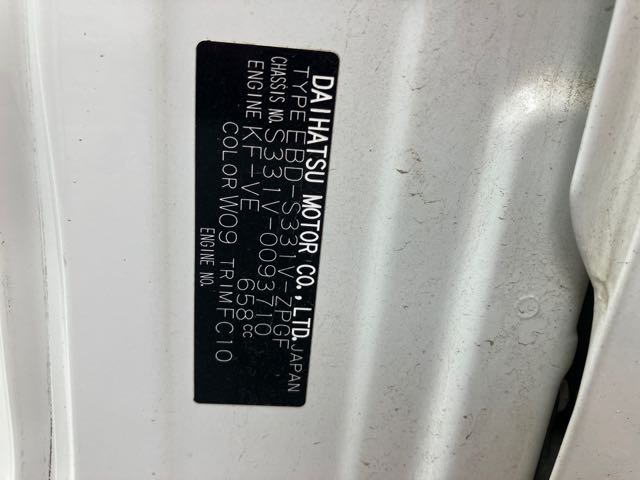 DAIHATSU MOTOR CO.,LTD. JAPAN
TYPE EBD-S331V-ZPGF
CHASSIS NO. S331V-0093710
ENGINE KF-VE 658cc
COLOR W09 TRIM FC10
ENGINE NO.